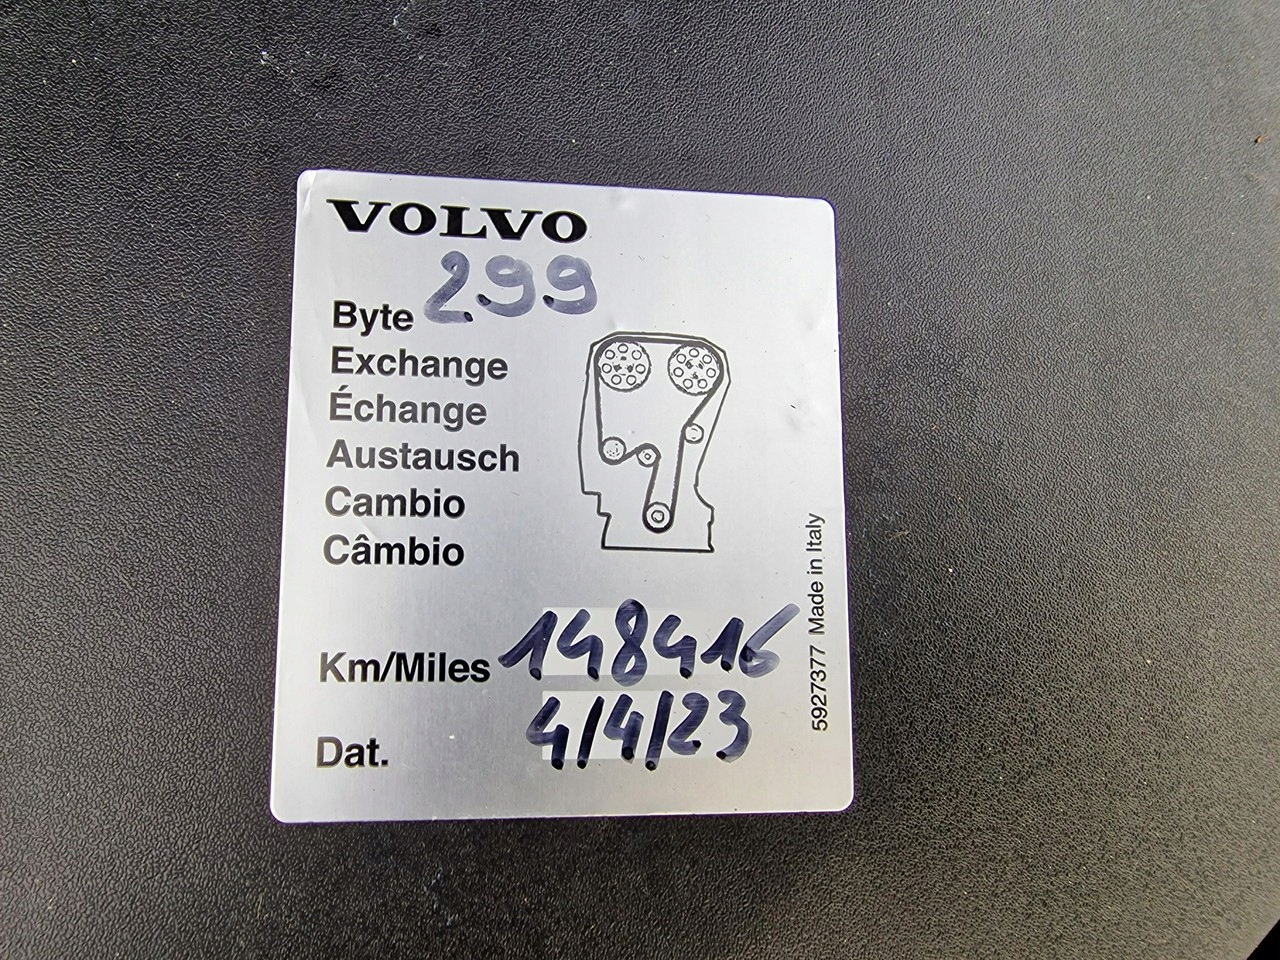 VOLVO
299
Byte
Exchange
Échange
Austausch
Cambio
Câmbio
Km/Miles 148416
Dat. 4/4/23
5927377 Made in Italy